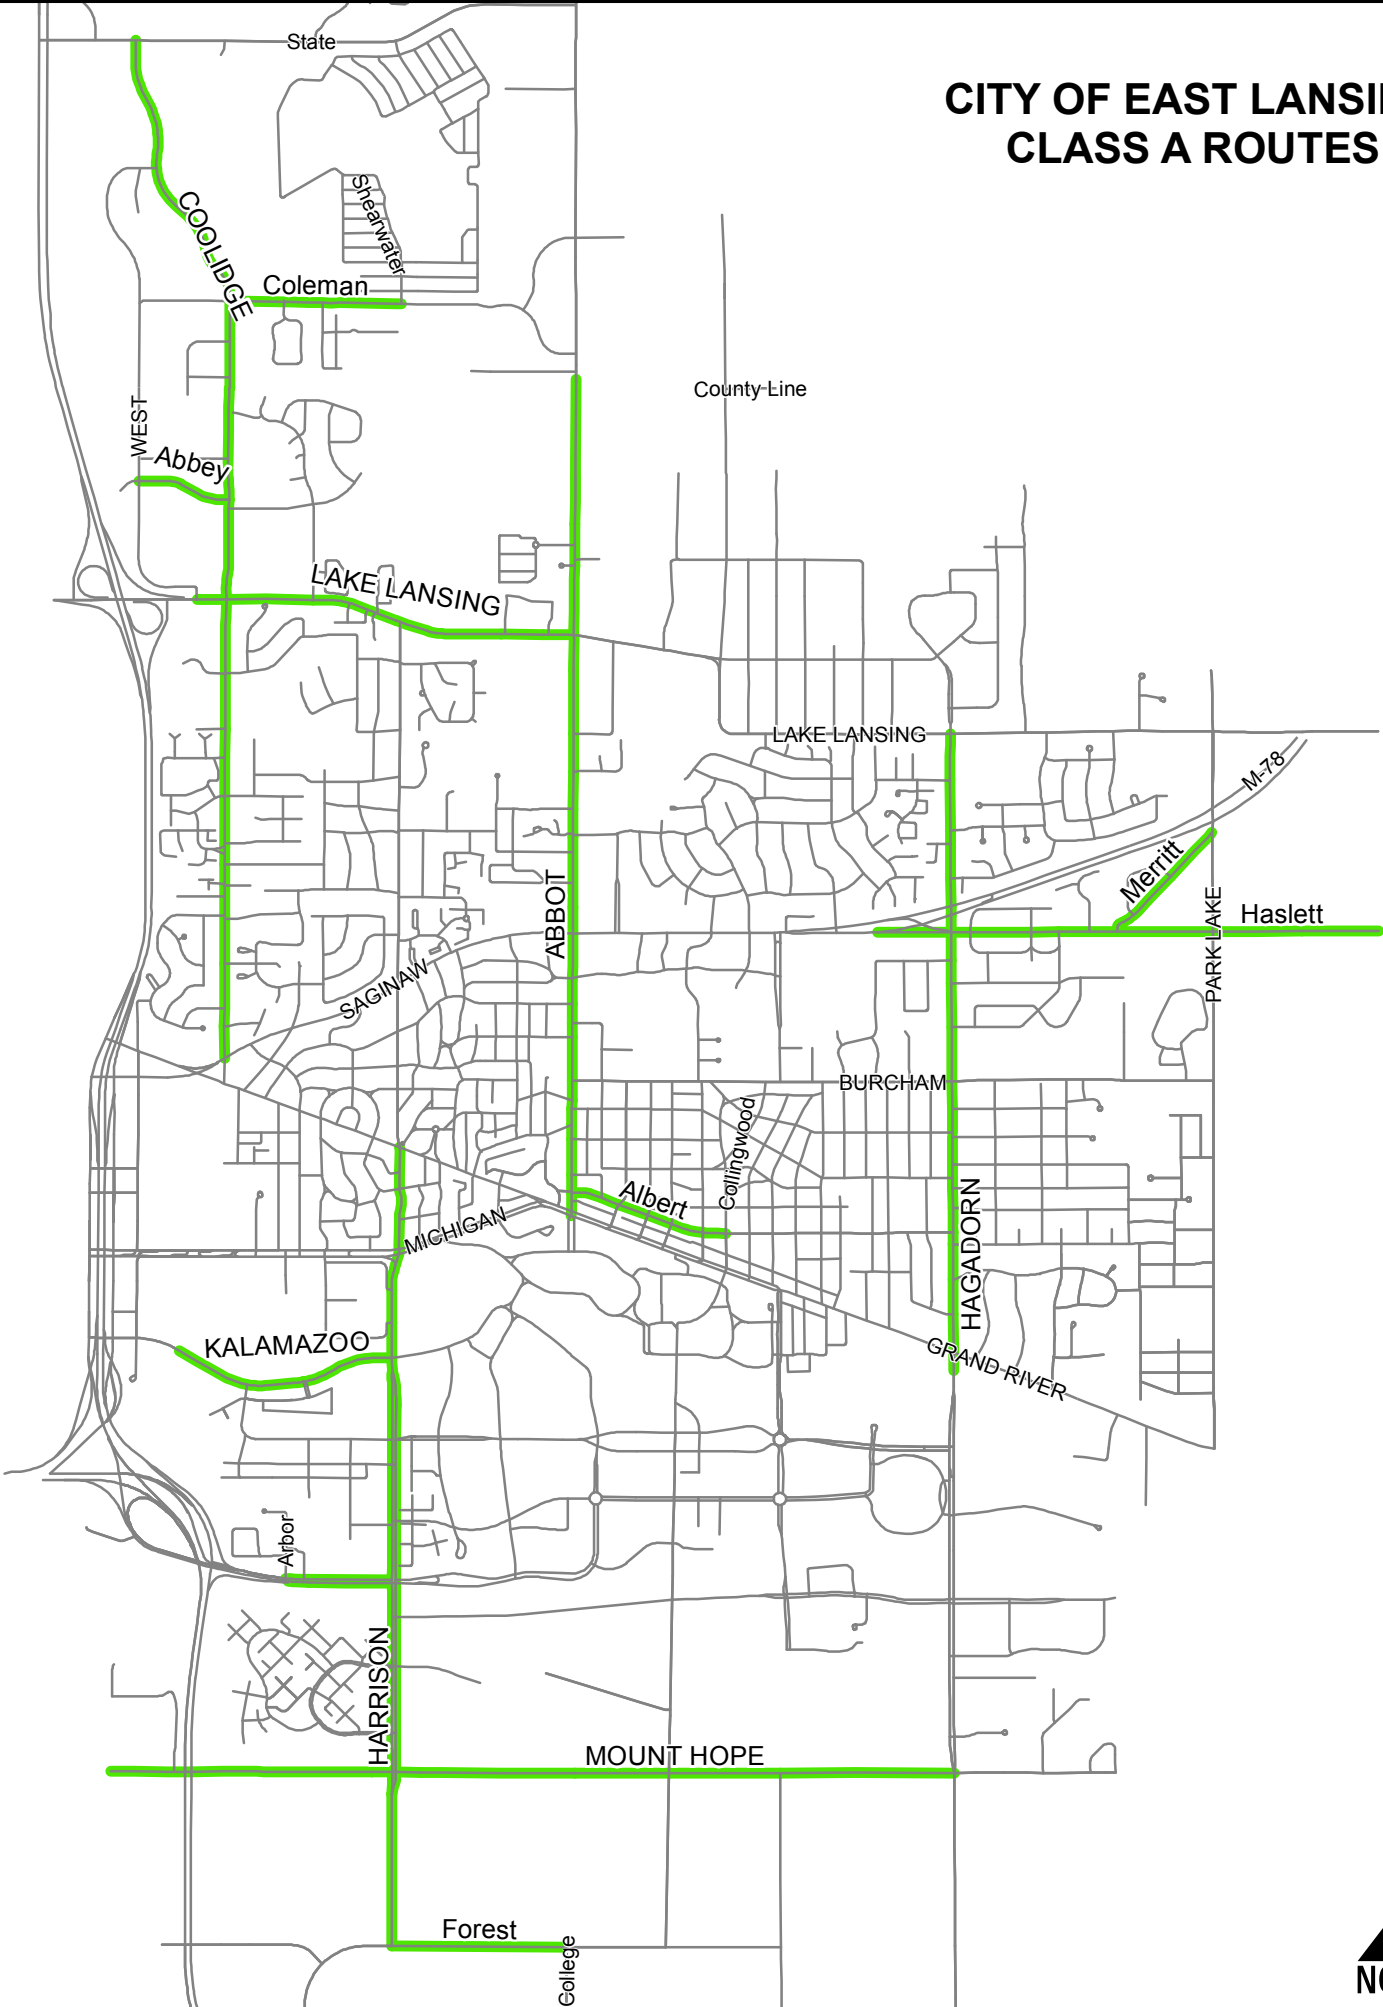 State
CITY OF EAST LANSI
CLASS A ROUTES
Shearwater
COOLIDGE
Coleman
County Line
WEST
Abbey
LAKE LANSING
LAKE LANSING
M-78
Merritt
ABBOT
PARK LAKE
Haslett
SAGINAW
BURCHAM
Collingwood
Albert
MICHIGAN
HAGADORN
KALAMAZOO
GRAND RIVER
Arbor
HARRISON
MOUNT HOPE
Forest
College